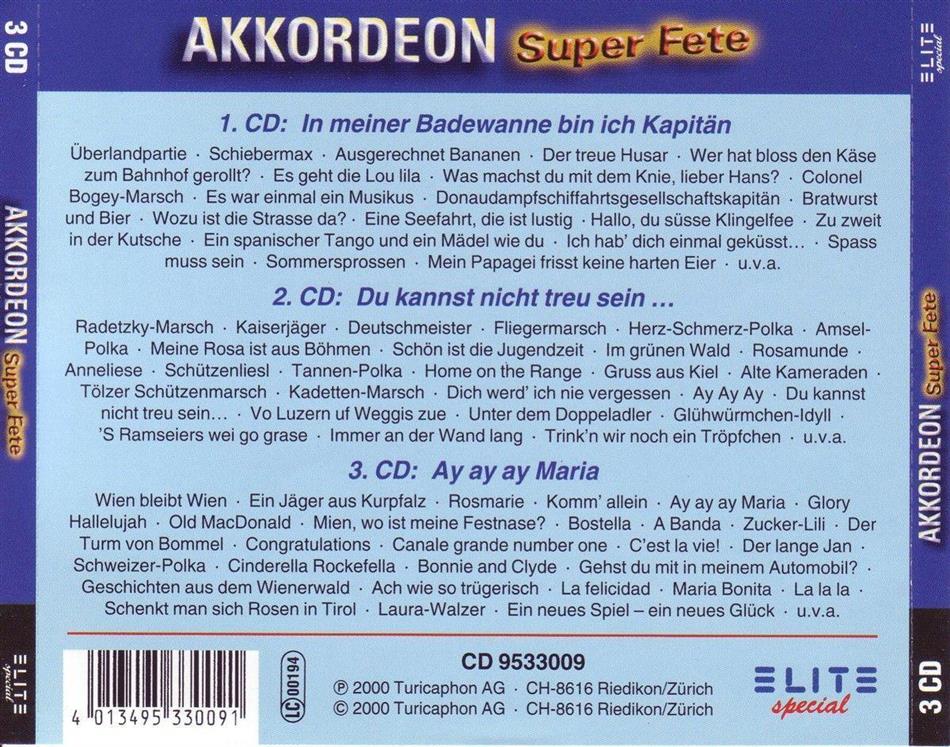 AKKORDEON Super Fete
1. CD: In meiner Badewanne bin ich Kapitän
Überlandpartie · Schiebermax · Ausgerechnet Bananen · Der treue Husar · Wer hat bloss den Käse
zum Bahnhof gerollt? · Es geht die Lou lila · Was machst du mit dem Knie, lieber Hans? · Colonel
Bogey-Marsch · Es war einmal ein Musikus · Donaudampfschiffahrtsgesellschaftskapitän · Bratwurst
und Bier · Wozu ist die Strasse da? · Eine Seefahrt, die ist lustig · Hallo, du süsse Klingelfee · Zu zweit
in der Kutsche · Ein spanischer Tango und ein Mädel wie du · Ich hab' dich einmal geküsst... · Spass
muss sein · Sommersprossen · Mein Papagei frisst keine harten Eier · u.v.a.
2. CD: Du kannst nicht treu sein ...
Radetzky-Marsch · Kaiserjäger · Deutschmeister · Fliegermarsch · Herz-Schmerz-Polka · Amsel-
Polka · Meine Rosa ist aus Böhmen · Schön ist die Jugendzeit · Im grünen Wald · Rosamunde ·
Anneliese · Schützenliesl · Tannen-Polka · Home on the Range · Gruss aus Kiel · Alte Kameraden ·
Tölzer Schützenmarsch · Kadetten-Marsch · Dich werd' ich nie vergessen · Ay Ay Ay · Du kannst
nicht treu sein... · Vo Luzern uf Weggis zue · Unter dem Doppeladler · Glühwürmchen-Idyll ·
'S Ramseiers wei go grase · Immer an der Wand lang · Trink'n wir noch ein Tröpfchen · u.v.a.
3. CD: Ay ay ay Maria
Wien bleibt Wien · Ein Jäger aus Kurpfalz · Rosmarie · Komm' allein · Ay ay ay Maria · Glory
Hallelujah · Old MacDonald · Mien, wo ist meine Festnase? · Bostella · A Banda · Zucker-Lili · Der
Turm von Bommel · Congratulations · Canale grande number one · C'est la vie! · Der lange Jan ·
Schweizer-Polka · Cinderella Rockefella · Bonnie and Clyde · Gehst du mit in meinem Automobil? ·
Geschichten aus dem Wienerwald · Ach wie so trügerisch · La felicidad · Maria Bonita · La la la ·
Schenkt man sich Rosen in Tirol · Laura-Walzer · Ein neues Spiel – ein neues Glück · u.v.a.
4 013495 330091
LC 00194
CD 9533009
℗ 2000 Turicaphon AG · CH-8616 Riedikon/Zürich
© 2000 Turicaphon AG · CH-8616 Riedikon/Zürich
ELITE
special
3 CD
AKKORDEON Super Fete
ELITE special
ELITE special
AKKORDEON Super Fete
3 CD